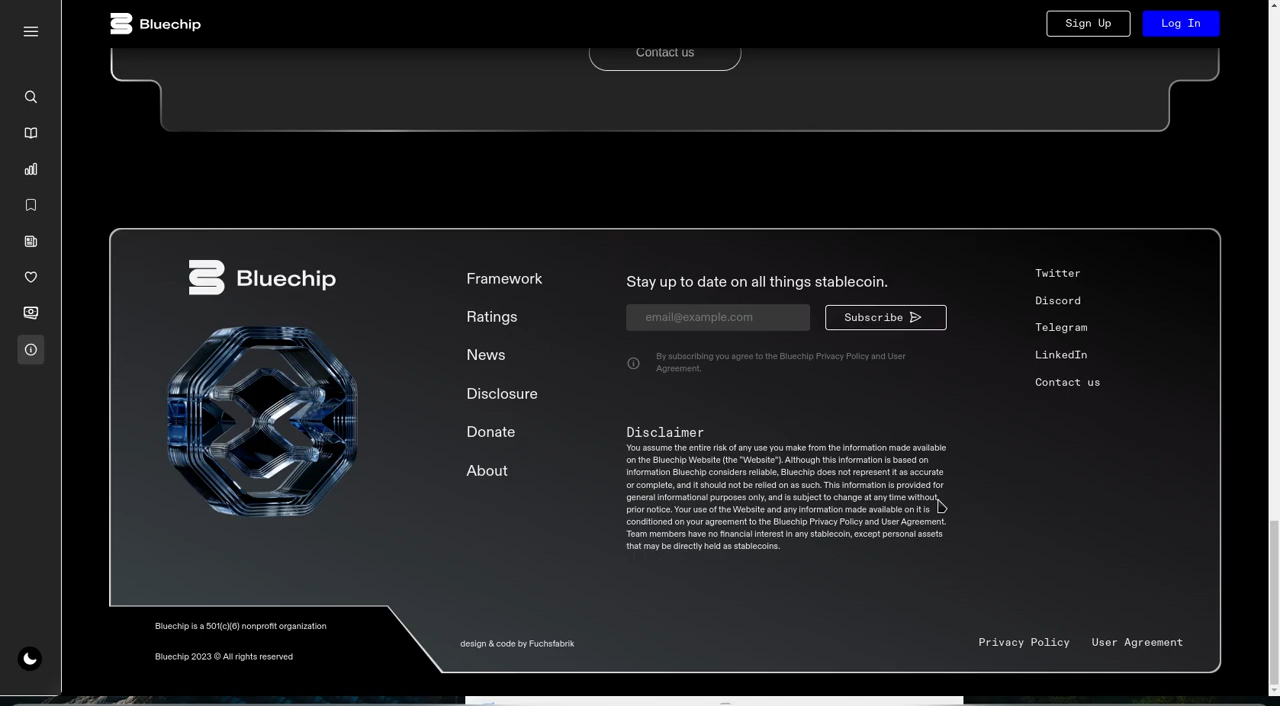 Bluechip
Sign Up
Log In
Contact us
Bluechip
Framework
Ratings
News
Disclosure
Donate
About
Stay up to date on all things stablecoin.
email@example.com
Subscribe
By subscribing you agree to the Bluechip Privacy Policy and User
Agreement.
Disclaimer
You assume the entire risk of any use you make from the information made available
on the Bluechip Website (the "Website"). Although this information is based on
information Bluechip considers reliable, Bluechip does not represent it as accurate
or complete, and it should not be relied on as such. This information is provided for
general informational purposes only, and is subject to change at any time without
prior notice. Your use of the Website and any information made available on it is
conditioned on your agreement to the Bluechip Privacy Policy and User Agreement.
Team members have no financial interest in any stablecoin, except personal assets
that may be directly held as stablecoins.
Twitter
Discord
Telegram
LinkedIn
Contact us
Bluechip is a 501(c)(6) nonprofit organization
Bluechip 2023 © All rights reserved
design & code by Fuchsfabrik
Privacy Policy
User Agreement